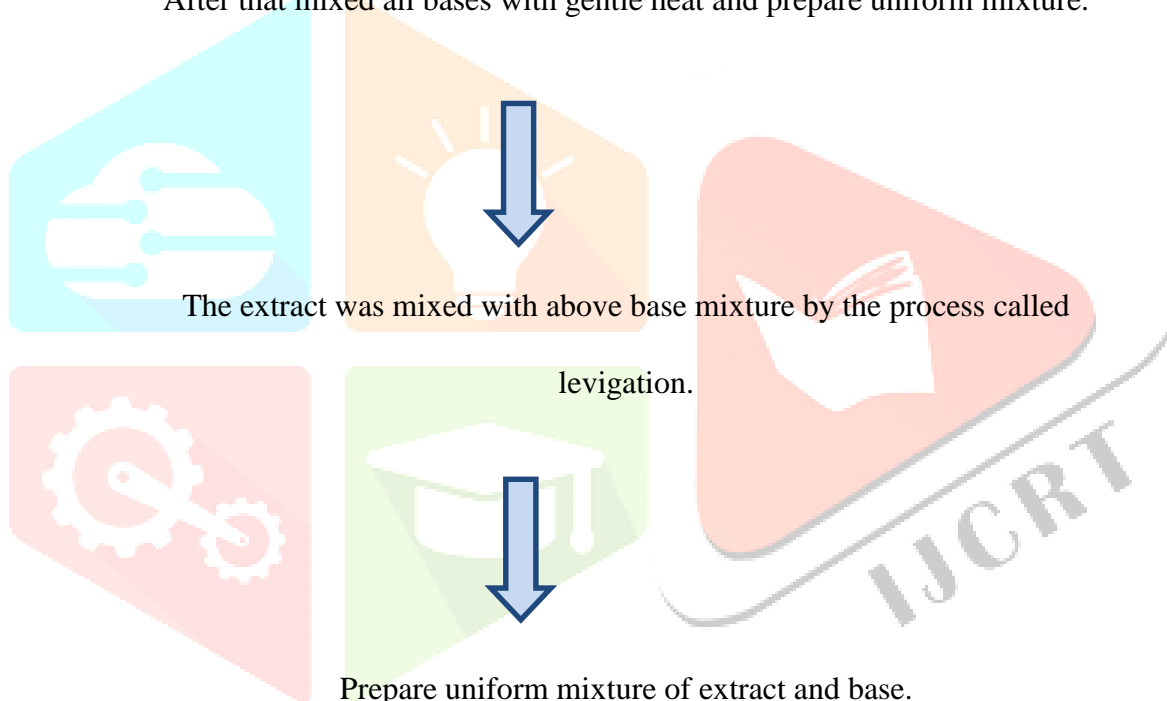 After that mixed all bases with gentle heat and prepare uniform mixture.
The extract was mixed with above base mixture by the process called
levigation.
IJCRT
Prepare uniform mixture of extract and base.